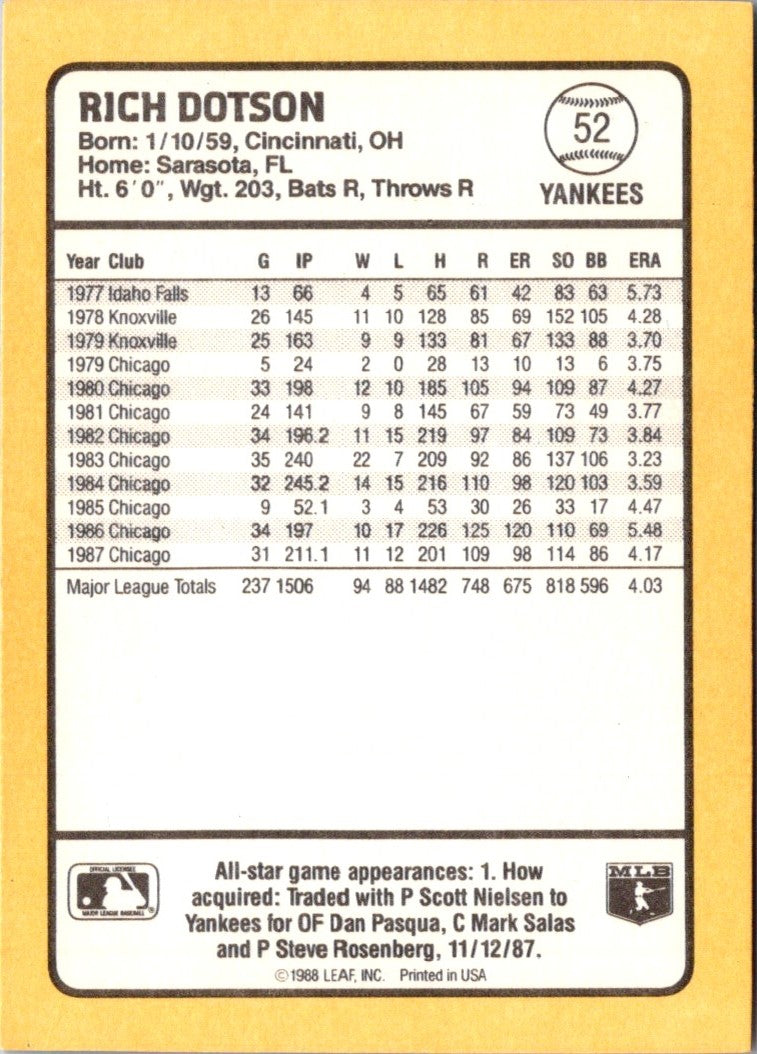 RICH DOTSON
Born: 1/10/59, Cincinnati, OH
Home: Sarasota, FL
Ht. 6'0", Wgt. 203, Bats R, Throws R
52
YANKEES
Year Club G IP W L H R ER SO BB ERA
1977 Idaho Falls 13 66 4 5 65 61 42 83 63 5.73
1978 Knoxville 26 145 11 10 128 85 69 152 105 4.28
1979 Knoxville 25 163 9 9 133 81 67 133 88 3.70
1979 Chicago 5 24 2 0 28 13 10 13 6 3.75
1980 Chicago 33 198 12 10 185 105 94 109 87 4.27
1981 Chicago 24 141 9 8 145 67 59 73 49 3.77
1982 Chicago 34 196.2 11 15 219 97 84 109 73 3.84
1983 Chicago 35 240 22 7 209 92 86 137 106 3.23
1984 Chicago 32 245.2 14 15 216 110 98 120 103 3.59
1985 Chicago 9 52.1 3 4 53 30 26 33 17 4.47
1986 Chicago 34 197 10 17 226 125 120 110 69 5.48
1987 Chicago 31 211.1 11 12 201 109 98 114 86 4.17
Major League Totals 237 1506 94 88 1482 748 675 818 596 4.03
OFFICIAL LICENSEE
MAJOR LEAGUE BASEBALL
®
All-star game appearances: 1. How
acquired: Traded with P Scott Nielsen to
Yankees for OF Dan Pasqua, C Mark Salas
and P Steve Rosenberg, 11/12/87.
MLB
©1988 LEAF, INC. Printed in USA